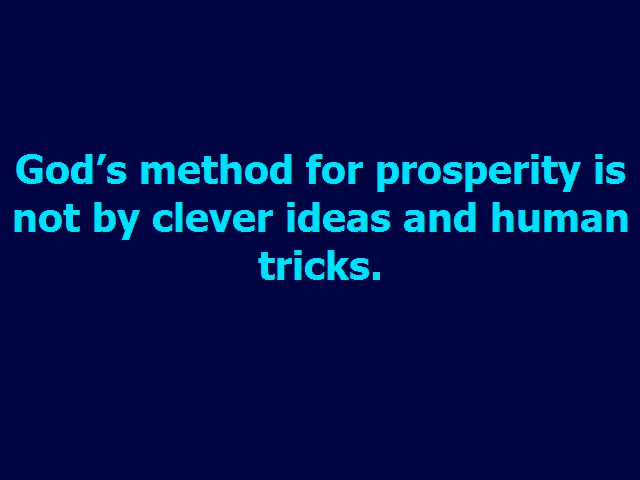 God’s method for prosperity is
not by clever ideas and human
tricks.